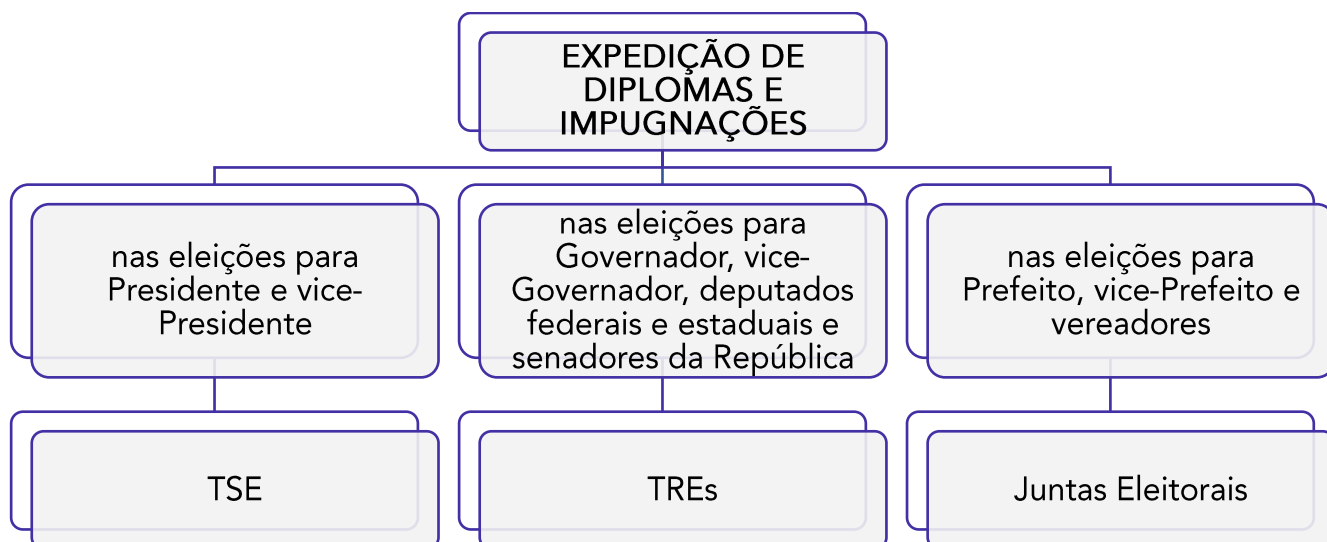 EXPEDIÇÃO DE
DIPLOMAS E
IMPUGNAÇÕES
nas eleições para
Presidente e vice-
Presidente
nas eleições para
Governador, vice-
Governador, deputados
federais e estaduais e
senadores da República
nas eleições para
Prefeito, vice-Prefeito e
vereadores
TSE
TREs
Juntas Eleitorais